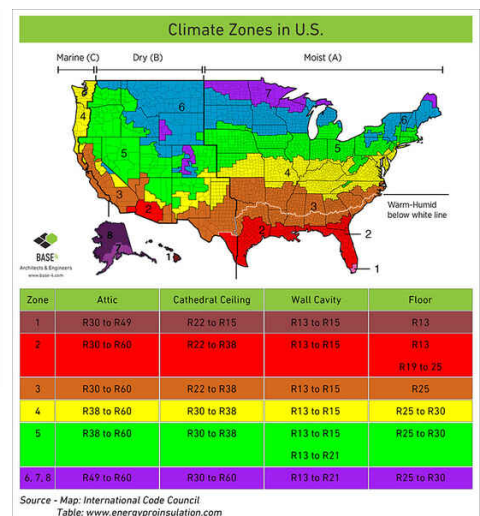 Climate Zones in U.S.
Marine (C) Dry (B) Moist (A)
6
7
6
6
4
5
5
4
3
3
Warm-Humid
below white line
2
2
2
8
7
1
1
BASE4
Architects & Engineers
www.base-4.com
Zone Attic Cathedral Ceiling Wall Cavity Floor
1 R30 to R49 R22 to R15 R13 to R15 R13
2 R30 to R60 R22 to R38 R13 to R15 R13
R19 to 25
3 R30 to R60 R22 to R38 R13 to R15 R25
4 R38 to R60 R30 to R38 R13 to R15 R25 to R30
5 R38 to R60 R30 to R38 R13 to R15 R25 to R30
R13 to R21
6, 7, 8 R49 to R60 R30 to R60 R13 to R21 R25 to R30
Source - Map: International Code Council
Table: www.energyproinsulation.com